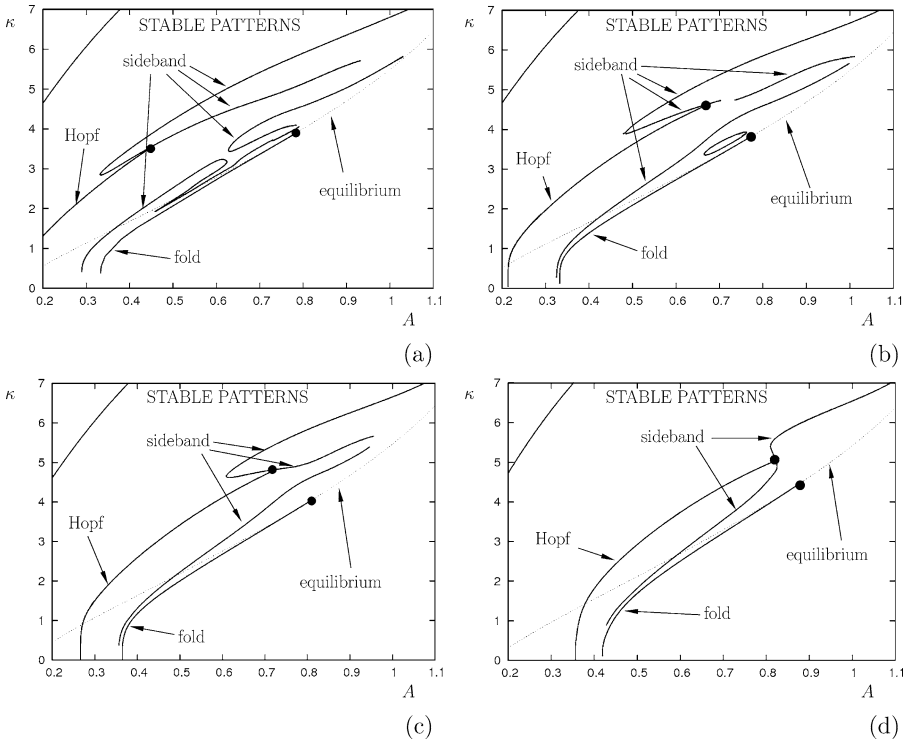 κ
STABLE PATTERNS
sideband
Hopf
equilibrium
fold
7
6
5
4
3
2
1
0
0.2 0.3 0.4 0.5 0.6 0.7 0.8 0.9 1 1.1
A
(a)
κ
STABLE PATTERNS
sideband
Hopf
equilibrium
fold
7
6
5
4
3
2
1
0
0.2 0.3 0.4 0.5 0.6 0.7 0.8 0.9 1 1.1
A
(b)
κ
STABLE PATTERNS
sideband
Hopf
equilibrium
fold
7
6
5
4
3
2
1
0
0.2 0.3 0.4 0.5 0.6 0.7 0.8 0.9 1 1.1
A
(c)
κ
STABLE PATTERNS
sideband
Hopf
equilibrium
fold
7
6
5
4
3
2
1
0
0.2 0.3 0.4 0.5 0.6 0.7 0.8 0.9 1 1.1
A
(d)